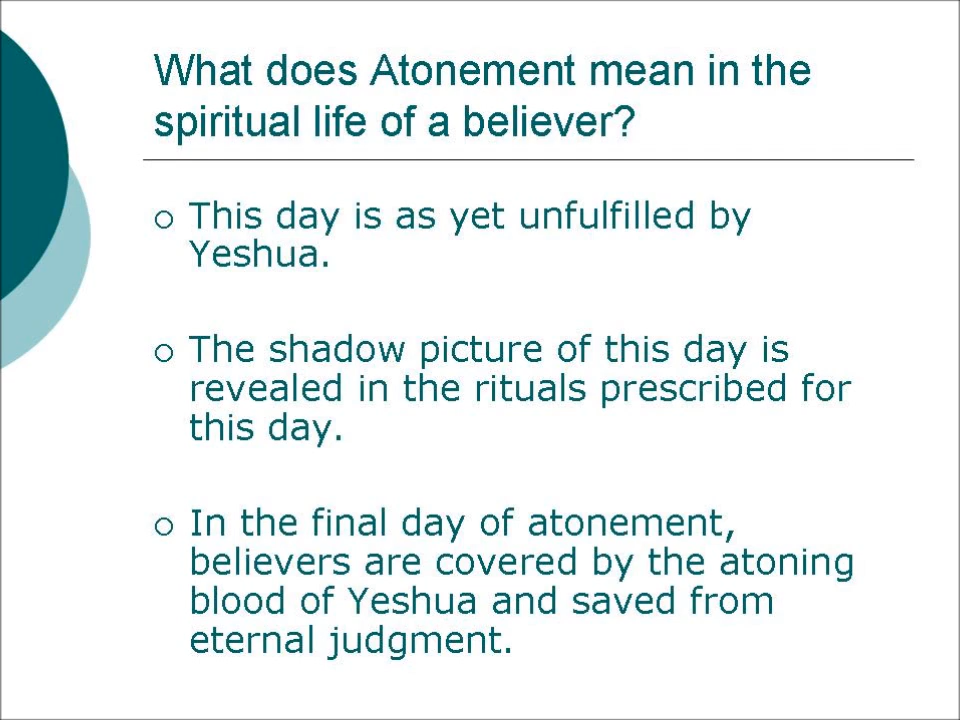 What does Atonement mean in the
spiritual life of a believer?
This day is as yet unfulfilled by
Yeshua.
The shadow picture of this day is
revealed in the rituals prescribed for
this day.
In the final day of atonement,
believers are covered by the atoning
blood of Yeshua and saved from
eternal judgment.